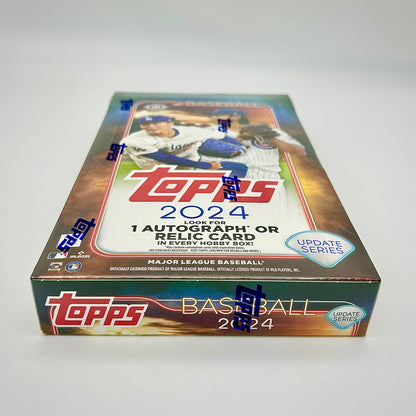 BASEBALL
TOPPS
2024
LOOK FOR
1 AUTOGRAPH OR
RELIC CARD
IN EVERY HOBBY BOX!
UPDATE
SERIES
MAJOR LEAGUE BASEBALL
OFFICIALLY LICENSED PRODUCT OF MAJOR LEAGUE BASEBALL. OFFICIALLY LICENSED PRODUCT OF MLB PLAYERS, INC.
TOPPS
BASEBALL
2024
UPDATE
SERIES